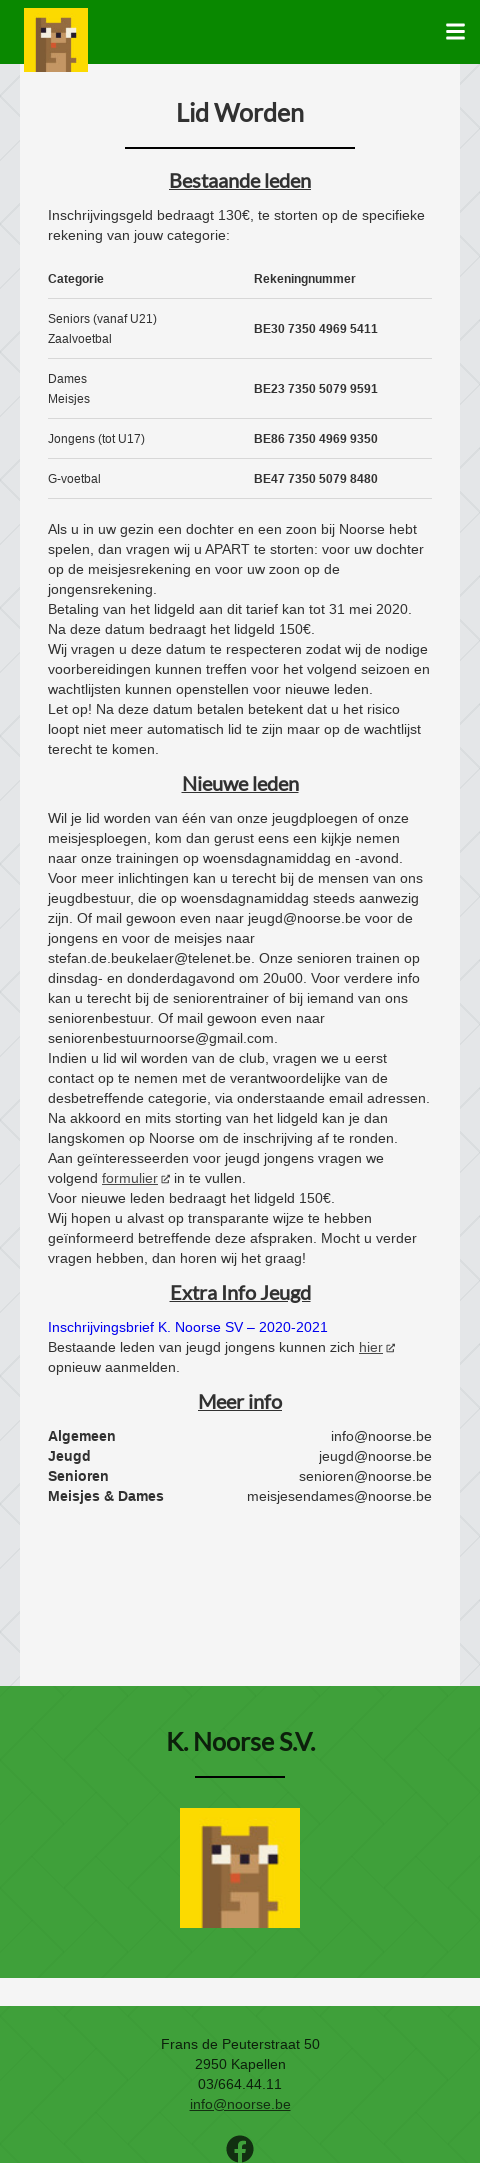 Lid Worden
Bestaande leden
Inschrijvingsgeld bedraagt 130€, te storten op de specifieke
rekening van jouw categorie:
Categorie Rekeningnummer
Seniors (vanaf U21)
Zaalvoetbal
BE30 7350 4969 5411
Dames
Meisjes
BE23 7350 5079 9591
Jongens (tot U17) BE86 7350 4969 9350
G-voetbal BE47 7350 5079 8480
Als u in uw gezin een dochter en een zoon bij Noorse hebt
spelen, dan vragen wij u APART te storten: voor uw dochter
op de meisjesrekening en voor uw zoon op de
jongensrekening.
Betaling van het lidgeld aan dit tarief kan tot 31 mei 2020.
Na deze datum bedraagt het lidgeld 150€.
Wij vragen u deze datum te respecteren zodat wij de nodige
voorbereidingen kunnen treffen voor het volgend seizoen en
wachtlijsten kunnen openstellen voor nieuwe leden.
Let op! Na deze datum betalen betekent dat u het risico
loopt niet meer automatisch lid te zijn maar op de wachtlijst
terecht te komen.
Nieuwe leden
Wil je lid worden van één van onze jeugdploegen of onze
meisjesploegen, kom dan gerust eens een kijkje nemen
naar onze trainingen op woensdagnamiddag en -avond.
Voor meer inlichtingen kan u terecht bij de mensen van ons
jeugdbestuur, die op woensdagnamiddag steeds aanwezig
zijn. Of mail gewoon even naar jeugd@noorse.be voor de
jongens en voor de meisjes naar
stefan.de.beukelaer@telenet.be. Onze senioren trainen op
dinsdag- en donderdagavond om 20u00. Voor verdere info
kan u terecht bij de seniorentrainer of bij iemand van ons
seniorenbestuur. Of mail gewoon even naar
seniorenbestuurnoorse@gmail.com.
Indien u lid wil worden van de club, vragen we u eerst
contact op te nemen met de verantwoordelijke van de
desbetreffende categorie, via onderstaande email adressen.
Na akkoord en mits storting van het lidgeld kan je dan
langskomen op Noorse om de inschrijving af te ronden.
Aan geïnteresseerden voor jeugd jongens vragen we
volgend formulier in te vullen.
Voor nieuwe leden bedraagt het lidgeld 150€.
Wij hopen u alvast op transparante wijze te hebben
geïnformeerd betreffende deze afspraken. Mocht u verder
vragen hebben, dan horen wij het graag!
Extra Info Jeugd
Inschrijvingsbrief K. Noorse SV – 2020-2021
Bestaande leden van jeugd jongens kunnen zich hier
opnieuw aanmelden.
Meer info
Algemeen info@noorse.be
Jeugd jeugd@noorse.be
Senioren senioren@noorse.be
Meisjes & Dames meisjesendames@noorse.be
K. Noorse S.V.
Frans de Peuterstraat 50
2950 Kapellen
03/664.44.11
info@noorse.be